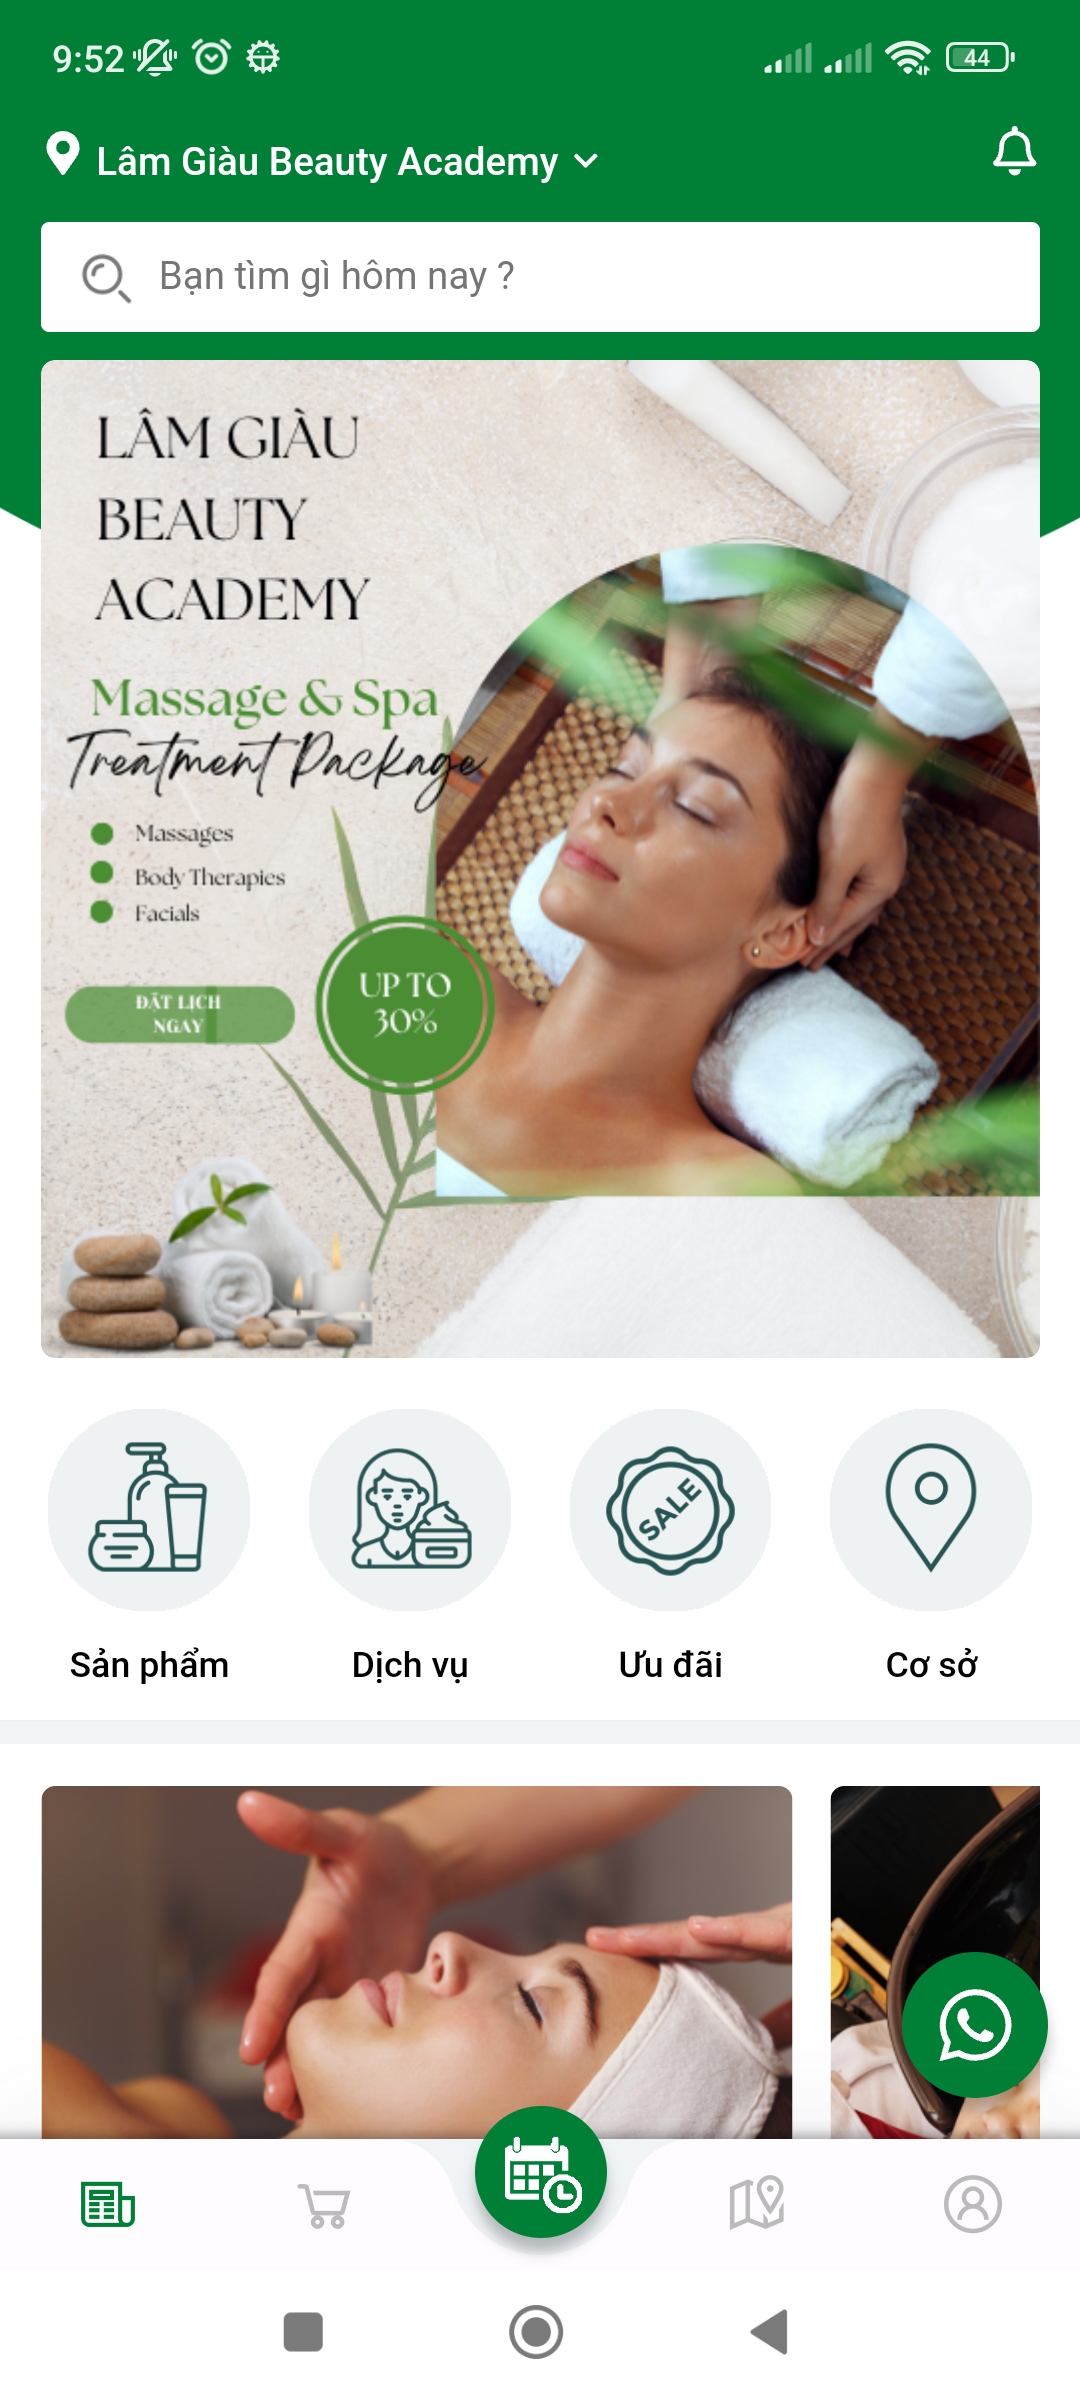 9:52
44
Lâm Giàu Beauty Academy
Bạn tìm gì hôm nay ?
LÂM GIÀU
BEAUTY
ACADEMY
Massage & Spa
Treatment Package
Massages
Body Therapies
Facials
ĐẶT LỊCH
NGAY
UP TO
30%
SALE
Sản phẩm
Dịch vụ
Ưu đãi
Cơ sở